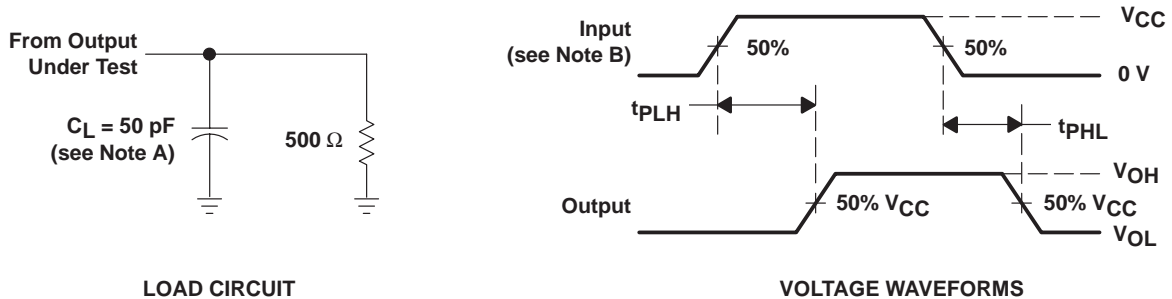 From Output
Under Test
CL = 50 pF
(see Note A)
500 Ω
LOAD CIRCUIT
Input
(see Note B)
50%
50%
VCC
0 V
tPLH
tPHL
Output
50% VCC
50% VCC
VOH
VOL
VOLTAGE WAVEFORMS